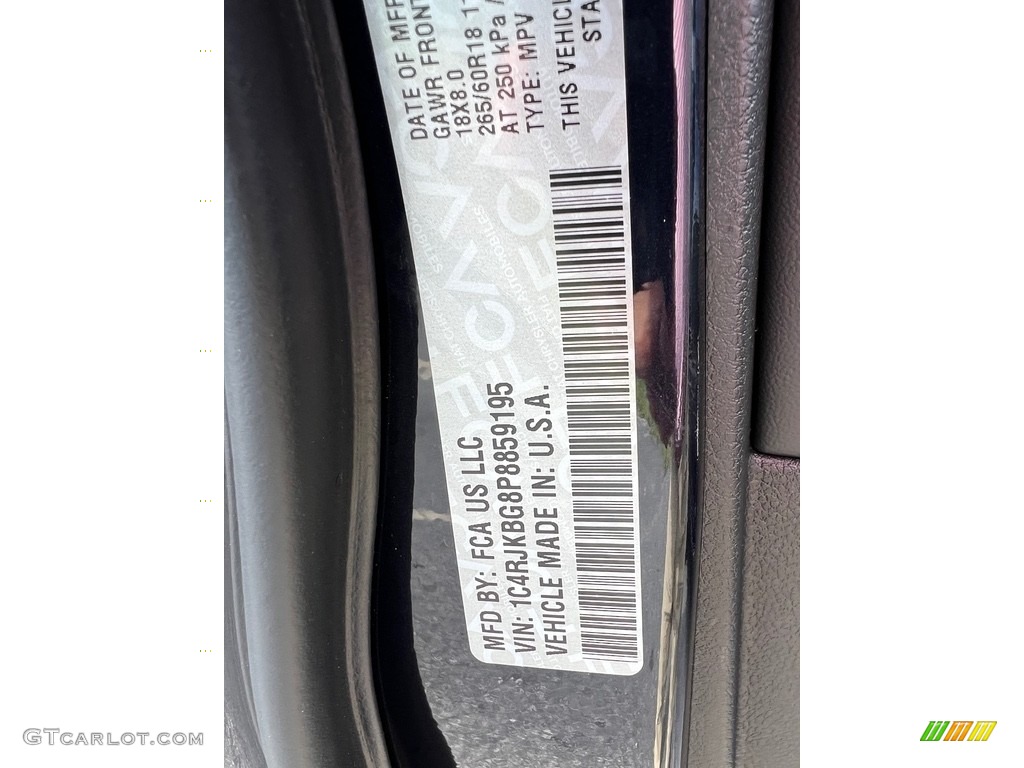 MFD BY: FCA US LLC
VIN: 1C4RJKBG8P8859195
VEHICLE MADE IN: U.S.A.
DATE OF MFR
GAWR FRONT
18X8.0
265/60R18
AT 250 kPa /
TYPE: MPV
THIS VEHICLE
STA
GTCARLOT.COM